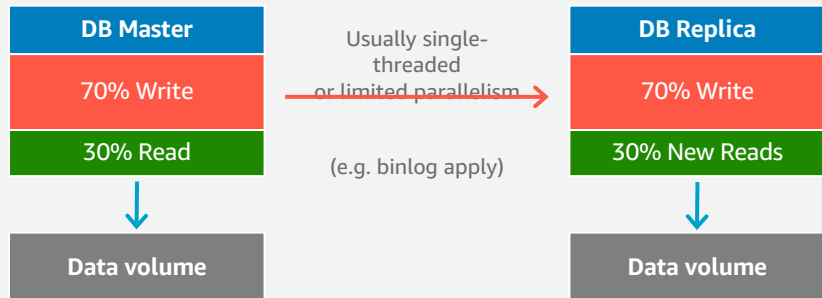 DB Master
70% Write
30% Read
Data volume
Usually single-
threaded
or limited parallelism
(e.g. binlog apply)
DB Replica
70% Write
30% New Reads
Data volume